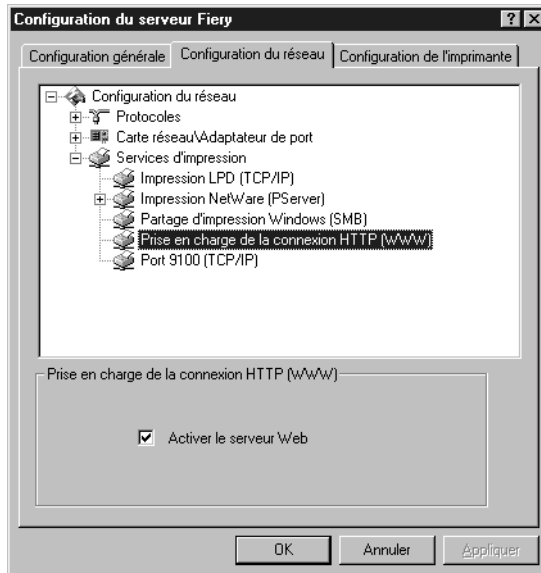 Configuration du serveur Fiery
Configuration générale Configuration du réseau Configuration de l'imprimante
Configuration du réseau
Protocoles
Carte réseau\Adaptateur de port
Services d'impression
Impression LPD (TCP/IP)
Impression NetWare (PServer)
Partage d'impression Windows (SMB)
Prise en charge de la connexion HTTP (WWW)
Port 9100 (TCP/IP)
Prise en charge de la connexion HTTP (WWW)
Activer le serveur Web
OK Annuler Appliquer